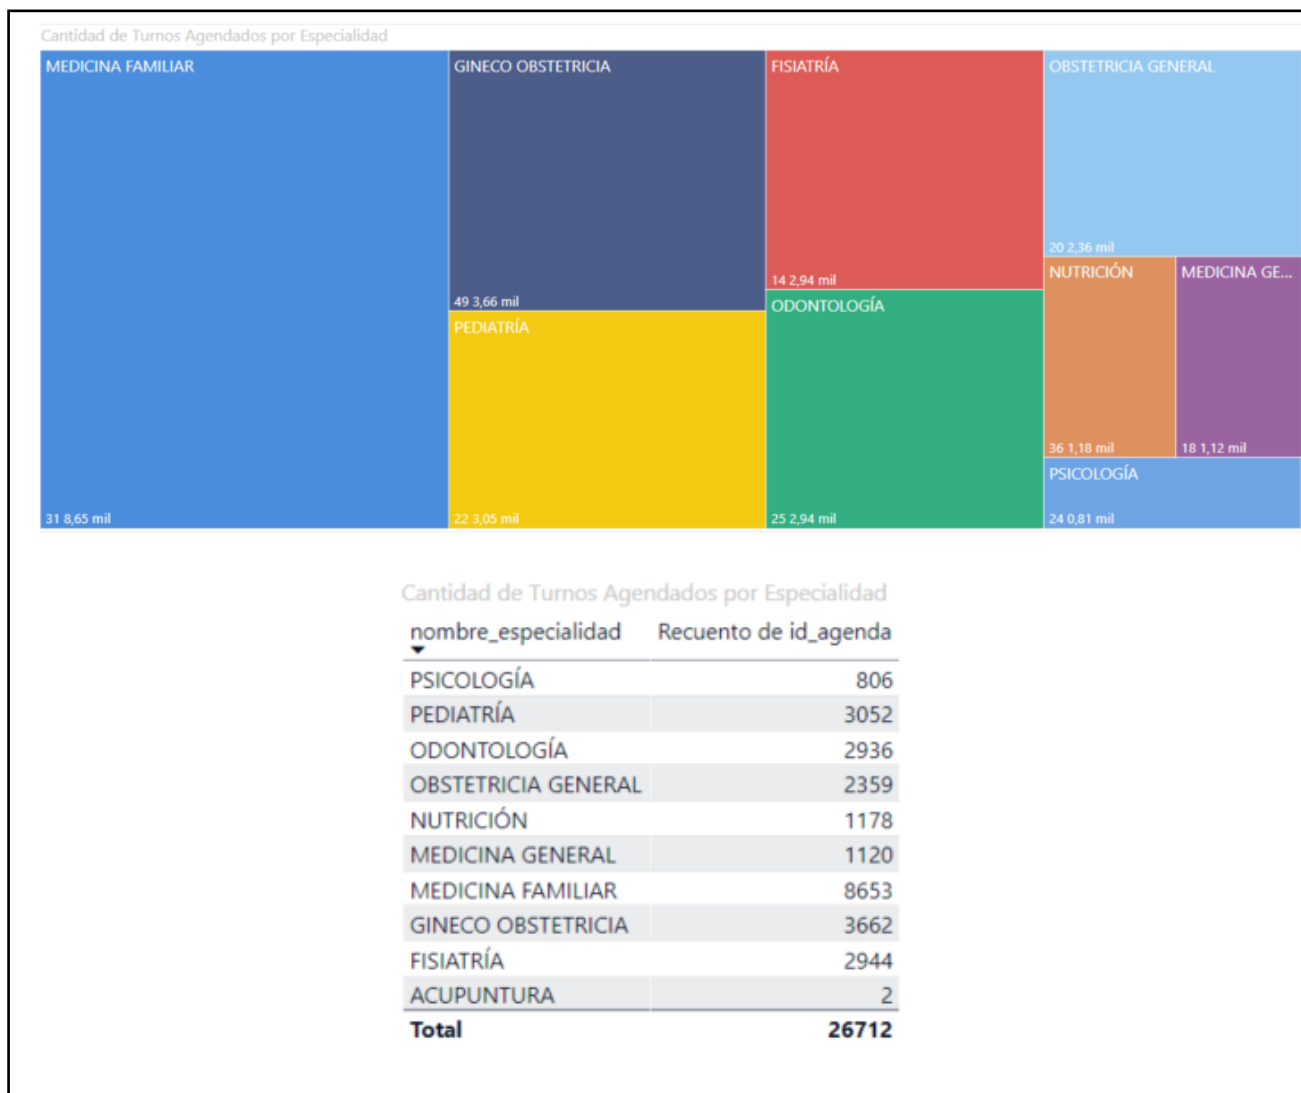 Cantidad de Turnos Agendados por Especialidad
MEDICINA FAMILIAR
31 8,65 mil
GINECO OBSTETRICIA
49 3,66 mil
PEDIATRÍA
22 3,05 mil
FISIATRÍA
14 2,94 mil
ODONTOLOGÍA
25 2,94 mil
OBSTETRICIA GENERAL
20 2,36 mil
NUTRICIÓN
36 1,18 mil
MEDICINA GE...
18 1,12 mil
PSICOLOGÍA
24 0,81 mil
Cantidad de Turnos Agendados por Especialidad
nombre_especialidad Recuento de id_agenda
PSICOLOGÍA 806
PEDIATRÍA 3052
ODONTOLOGÍA 2936
OBSTETRICIA GENERAL 2359
NUTRICIÓN 1178
MEDICINA GENERAL 1120
MEDICINA FAMILIAR 8653
GINECO OBSTETRICIA 3662
FISIATRÍA 2944
ACUPUNTURA 2
Total 26712